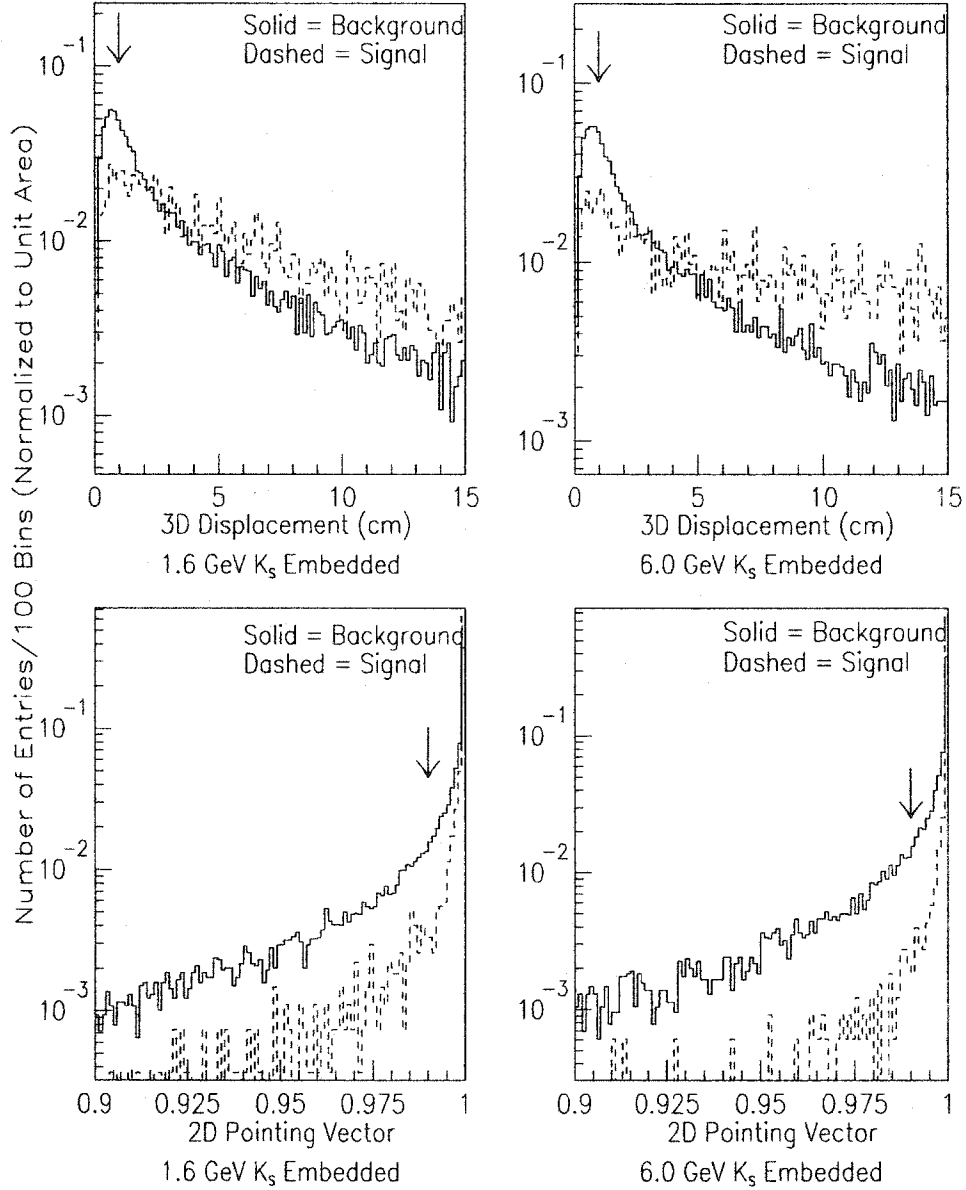 Number of Entries/100 Bins (Normalized to Unit Area)
Solid = Background
Dashed = Signal
10⁻¹
10⁻²
10⁻³
0 5 10 15
3D Displacement (cm)
1.6 GeV Kₛ Embedded
Solid = Background
Dashed = Signal
10⁻¹
10⁻²
10⁻³
0 5 10 15
3D Displacement (cm)
6.0 GeV Kₛ Embedded
Solid = Background
Dashed = Signal
10⁻¹
10⁻²
10⁻³
0.9 0.925 0.95 0.975 1
2D Pointing Vector
1.6 GeV Kₛ Embedded
Solid = Background
Dashed = Signal
10⁻¹
10⁻²
10⁻³
0.9 0.925 0.95 0.975 1
2D Pointing Vector
6.0 GeV Kₛ Embedded